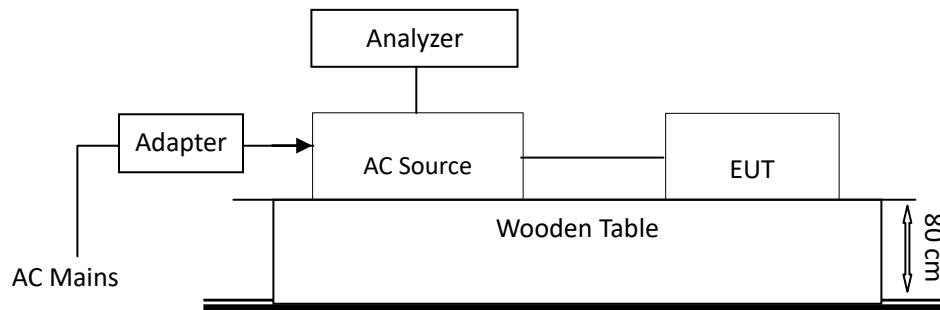 Analyzer
Adapter
AC Source
EUT
Wooden Table
80 cm
AC Mains